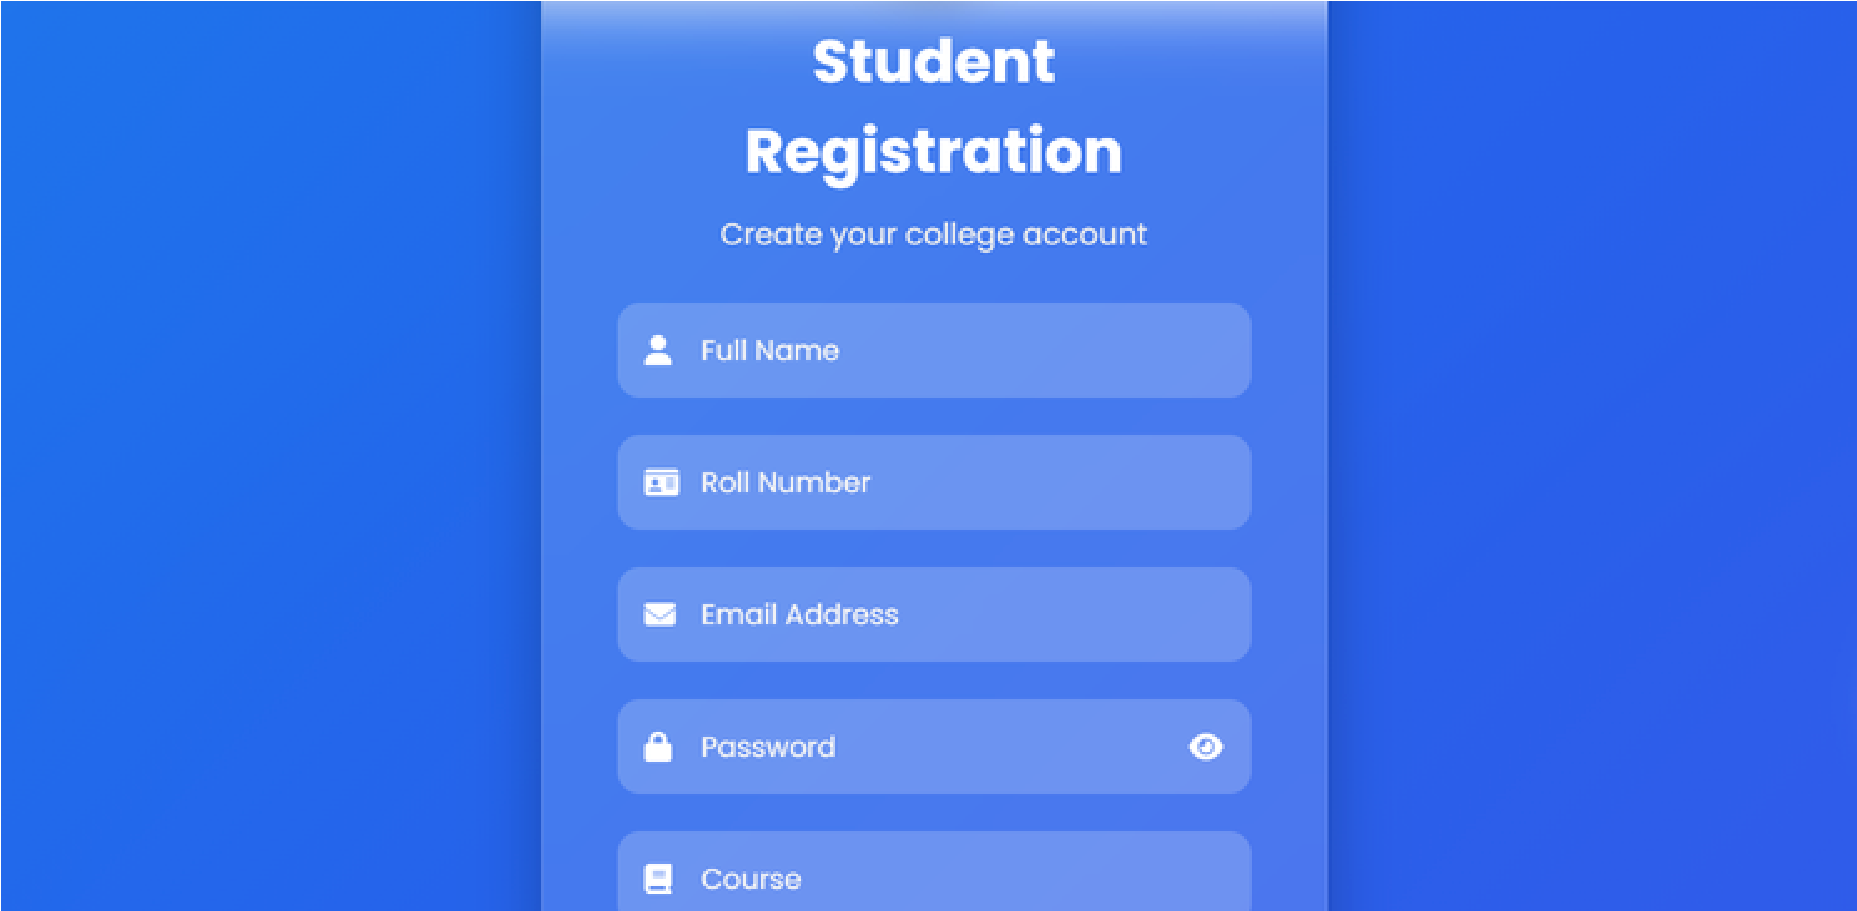 Student
Registration
Create your college account
Full Name
Roll Number
Email Address
Password
Course